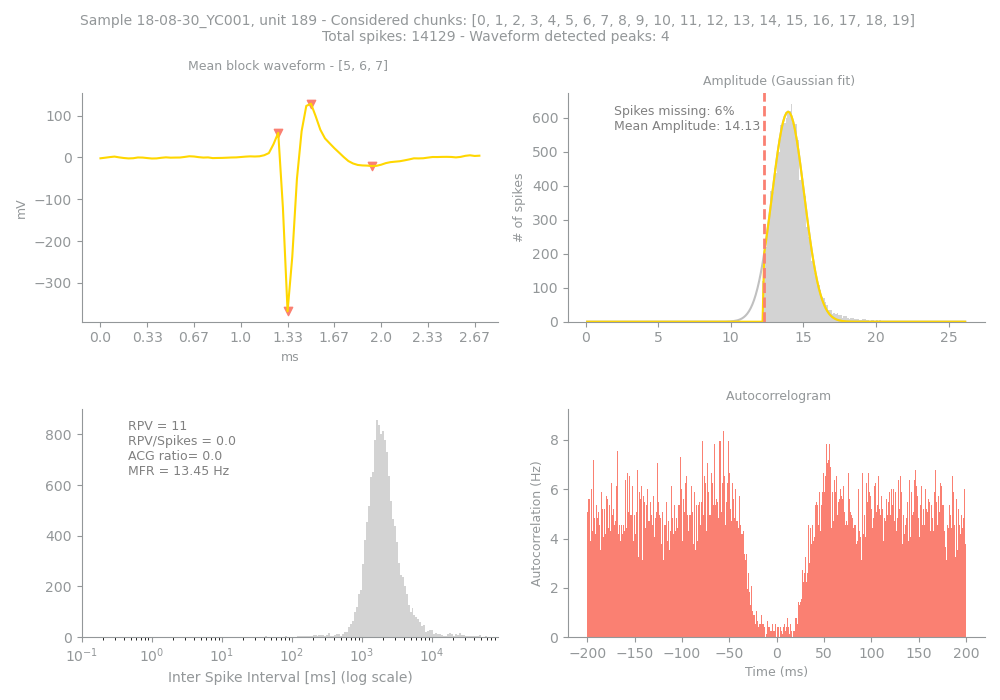 Sample 18-08-30_YC001, unit 189 - Considered chunks: [0, 1, 2, 3, 4, 5, 6, 7, 8, 9, 10, 11, 12, 13, 14, 15, 16, 17, 18, 19]
Total spikes: 14129 - Waveform detected peaks: 4
Mean block waveform - [5, 6, 7]
100
0
−100
−200
−300
mV
0.0 0.33 0.67 1.0 1.33 1.67 2.0 2.33 2.67
ms
Amplitude (Gaussian fit)
Spikes missing: 6%
Mean Amplitude: 14.13
600
500
400
300
200
100
0
# of spikes
0 5 10 15 20 25
RPV = 11
RPV/Spikes = 0.0
ACG ratio= 0.0
MFR = 13.45 Hz
800
600
400
200
0
10⁻¹ 10⁰ 10¹ 10² 10³ 10⁴
Inter Spike Interval [ms] (log scale)
Autocorrelogram
8
6
4
2
0
Autocorrelation (Hz)
−200 −150 −100 −50 0 50 100 150 200
Time (ms)